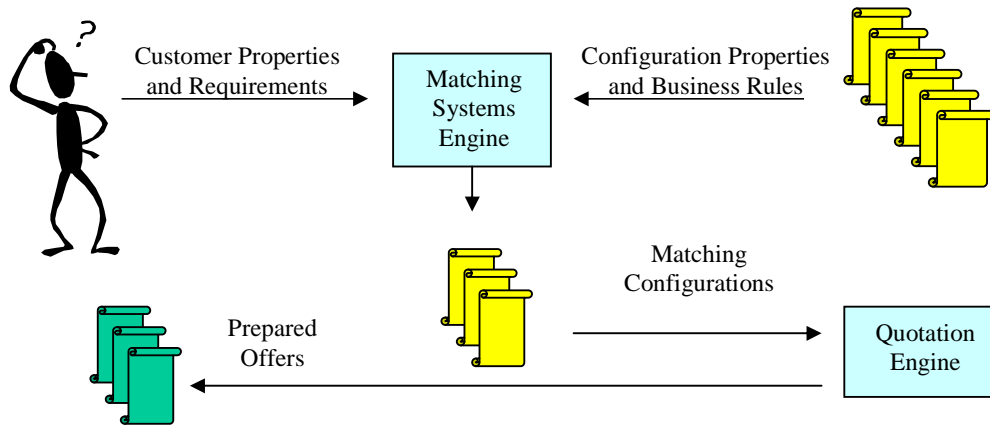 ?
Customer Properties
and Requirements
Matching
Systems
Engine
Configuration Properties
and Business Rules
Matching
Configurations
Prepared
Offers
Quotation
Engine